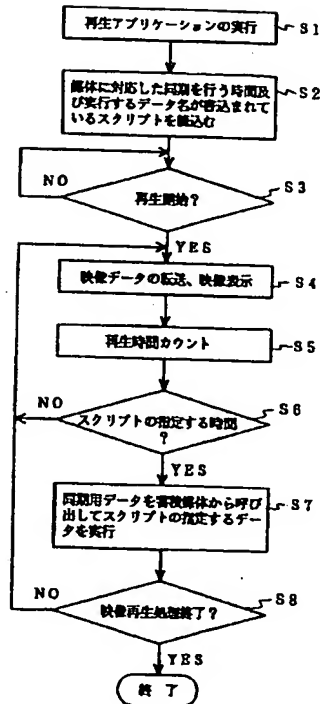 再生アプリケーションの実行
S1
媒体に対応した同期を行う時間及
び実行するデータ名が書込まれて
いるスクリプトを読込む
S2
再生開始?
S3
NO
YES
映像データの転送、映像表示
S4
再生時間カウント
S5
スクリプトの指定する時間
?
S6
NO
YES
同期用データを蓄積媒体から呼び
出してスクリプトの指定するデー
タを実行
S7
映像再生処理終了?
S8
NO
YES
終了